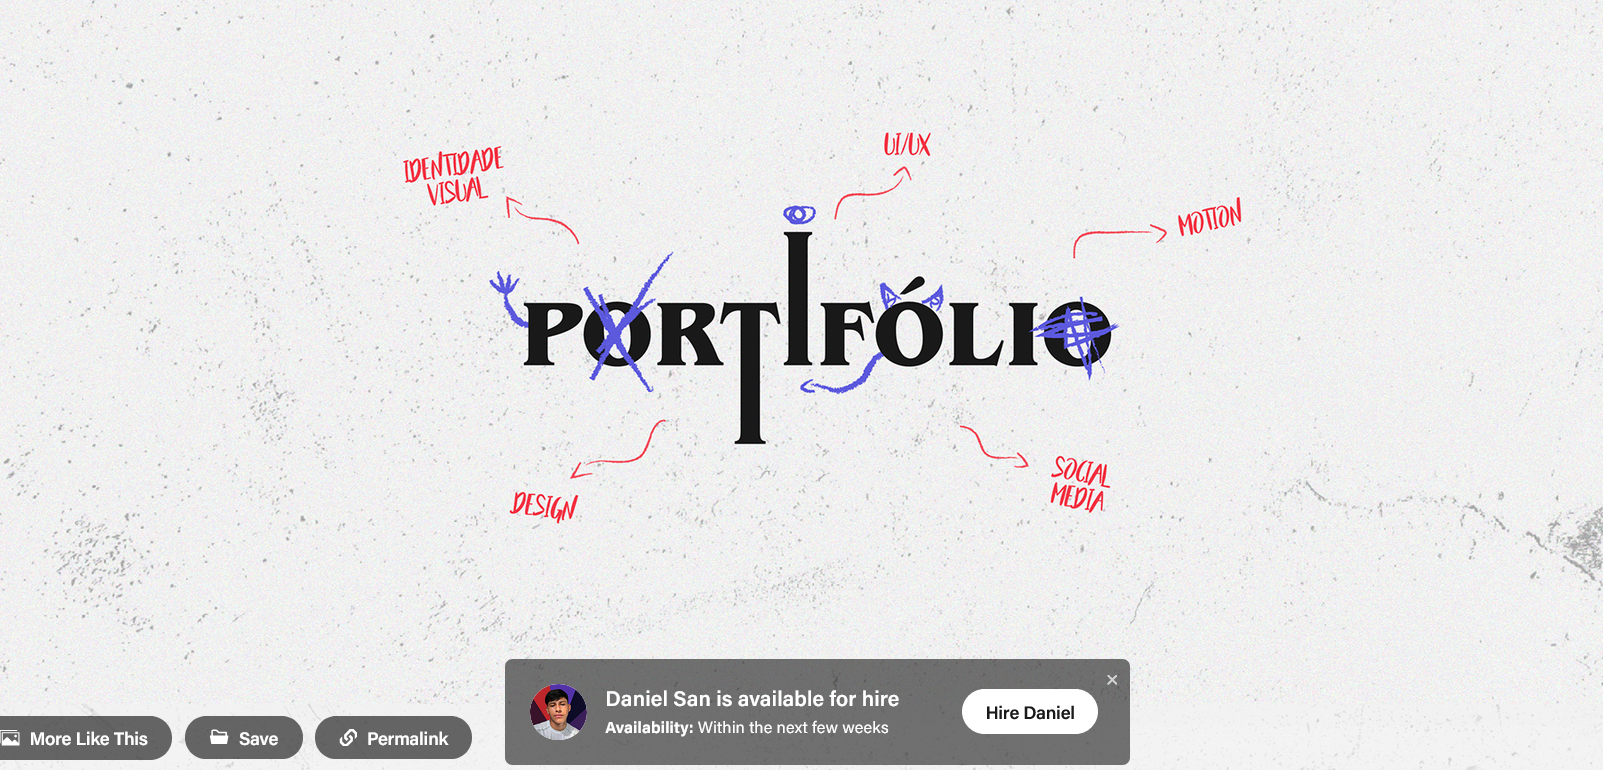 IDENTIDADE
VISUAL
UI/UX
MOTION
PORTIFÓLIO
DESIGN
SOCIAL
MEDIA
Daniel San is available for hire
Availability: Within the next few weeks
Hire Daniel
More Like This
Save
Permalink